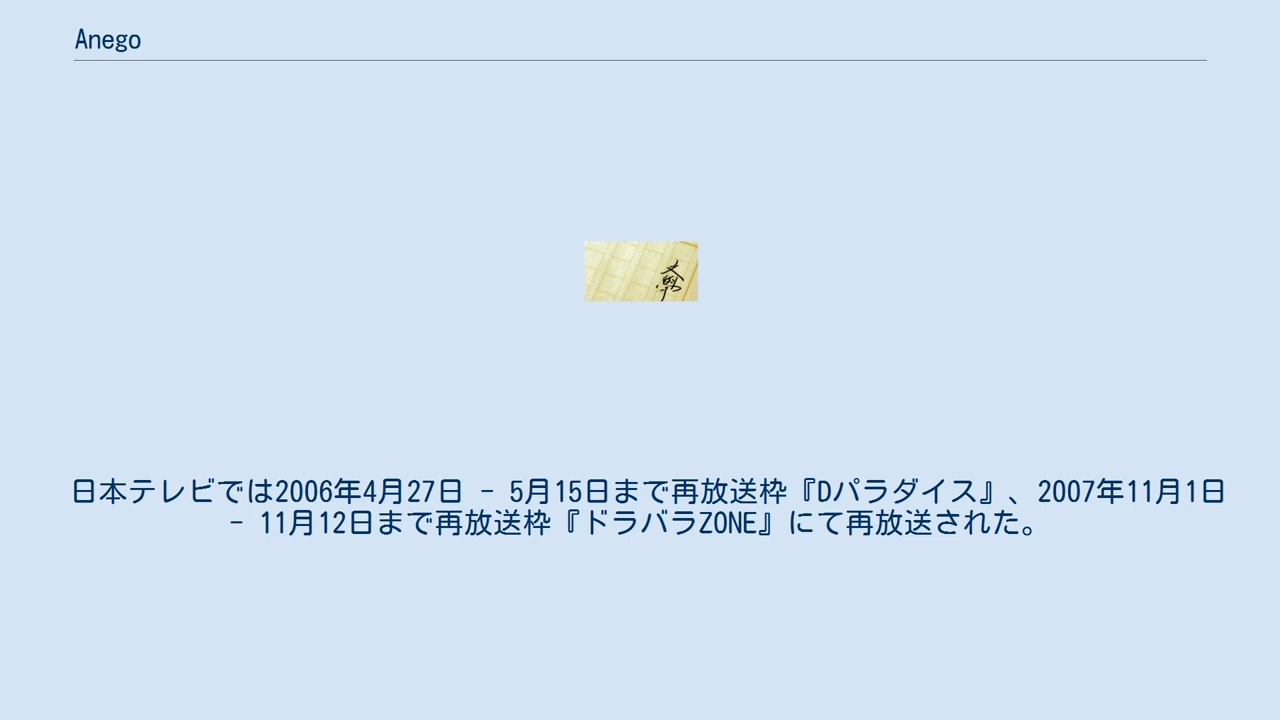 Anego
日本テレビでは2006年4月27日 - 5月15日まで再放送枠『Dパラダイス』、2007年11月1日
- 11月12日まで再放送枠『ドラバラZONE』にて再放送された。